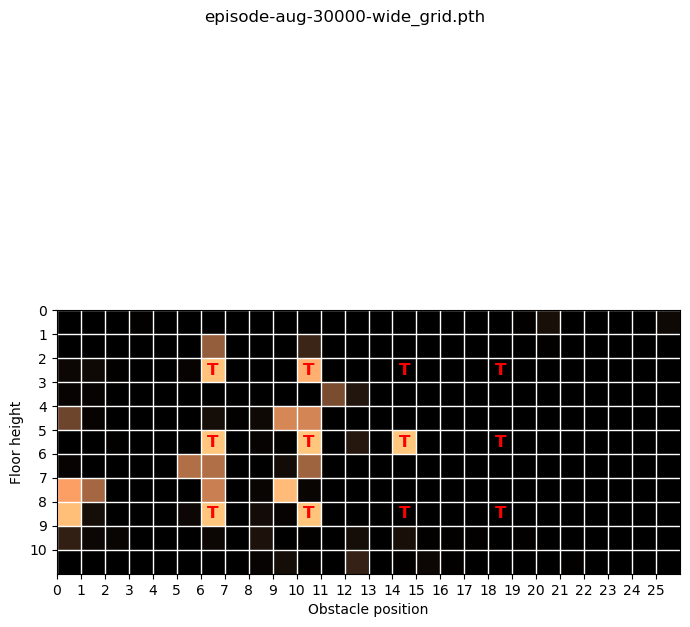 episode-aug-30000-wide_grid.pth
0
1
2
T T T T
3
4
5
T T T T
6
7
8
T T T T
9
10
Floor height
0 1 2 3 4 5 6 7 8 9 10 11 12 13 14 15 16 17 18 19 20 21 22 23 24 25
Obstacle position